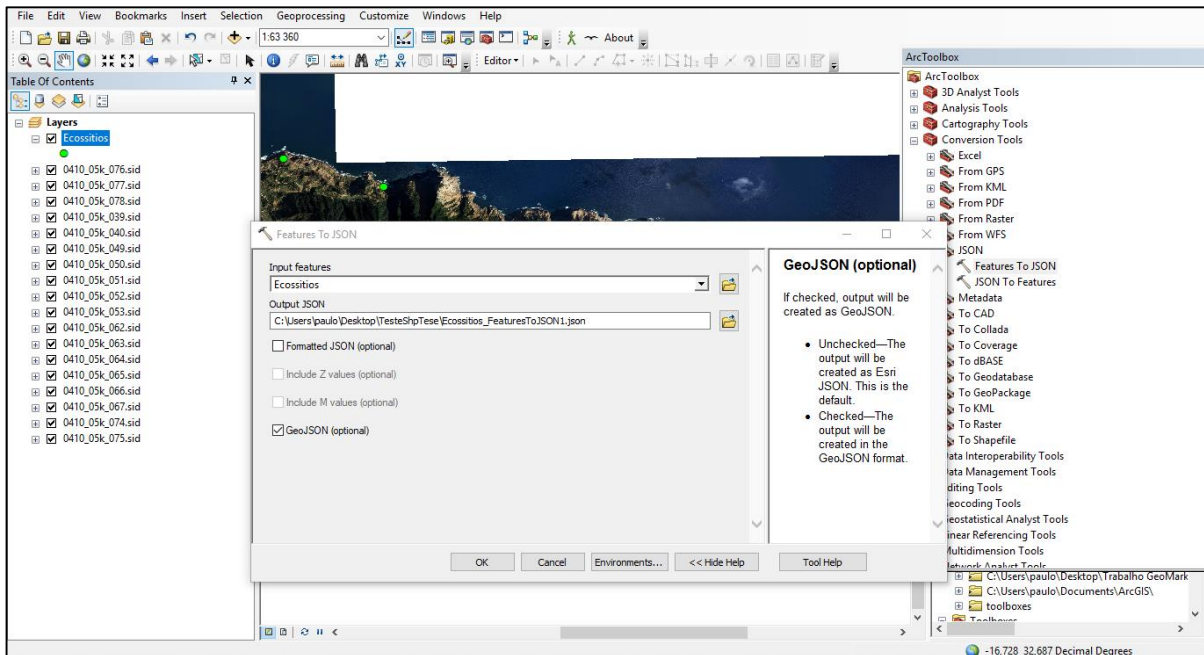 File Edit View Bookmarks Insert Selection Geoprocessing Customize Windows Help
1:63 360
About
Editor
Table Of Contents
Layers
Ecossitios
0410_05k_076.sid
0410_05k_077.sid
0410_05k_078.sid
0410_05k_039.sid
0410_05k_040.sid
0410_05k_049.sid
0410_05k_050.sid
0410_05k_051.sid
0410_05k_052.sid
0410_05k_053.sid
0410_05k_062.sid
0410_05k_063.sid
0410_05k_064.sid
0410_05k_065.sid
0410_05k_066.sid
0410_05k_067.sid
0410_05k_074.sid
0410_05k_075.sid
Features To JSON
Input features
Ecossitios
Output JSON
C:\Users\paulo\Desktop\TesteShpTese\Ecossitios_FeaturesToJSON1.json
Formatted JSON (optional)
Include Z values (optional)
Include M values (optional)
GeoJSON (optional)
GeoJSON (optional)
If checked, output will be
created as GeoJSON.
• Unchecked—The
output will be
created as Esri
JSON. This is the
default.
• Checked—The
output will be
created in the
GeoJSON format.
OK Cancel Environments... << Hide Help Tool Help
ArcToolbox
ArcToolbox
3D Analyst Tools
Analysis Tools
Cartography Tools
Conversion Tools
Excel
From GPS
From KML
From PDF
From Raster
From WFS
JSON
Features To JSON
JSON To Features
Metadata
To CAD
To Collada
To Coverage
To dBASE
To Geodatabase
To GeoPackage
To KML
To Raster
To Shapefile
ata Interoperability Tools
ata Management Tools
diting Tools
eocoding Tools
eostatistical Analyst Tools
inear Referencing Tools
Multidimension Tools
Network Analyst Tools
C:\Users\paulo\Desktop\Trabalho GeoMark
C:\Users\paulo\Documents\ArcGIS\
toolboxes
Toolboxes
-16.728 32.687 Decimal Degrees